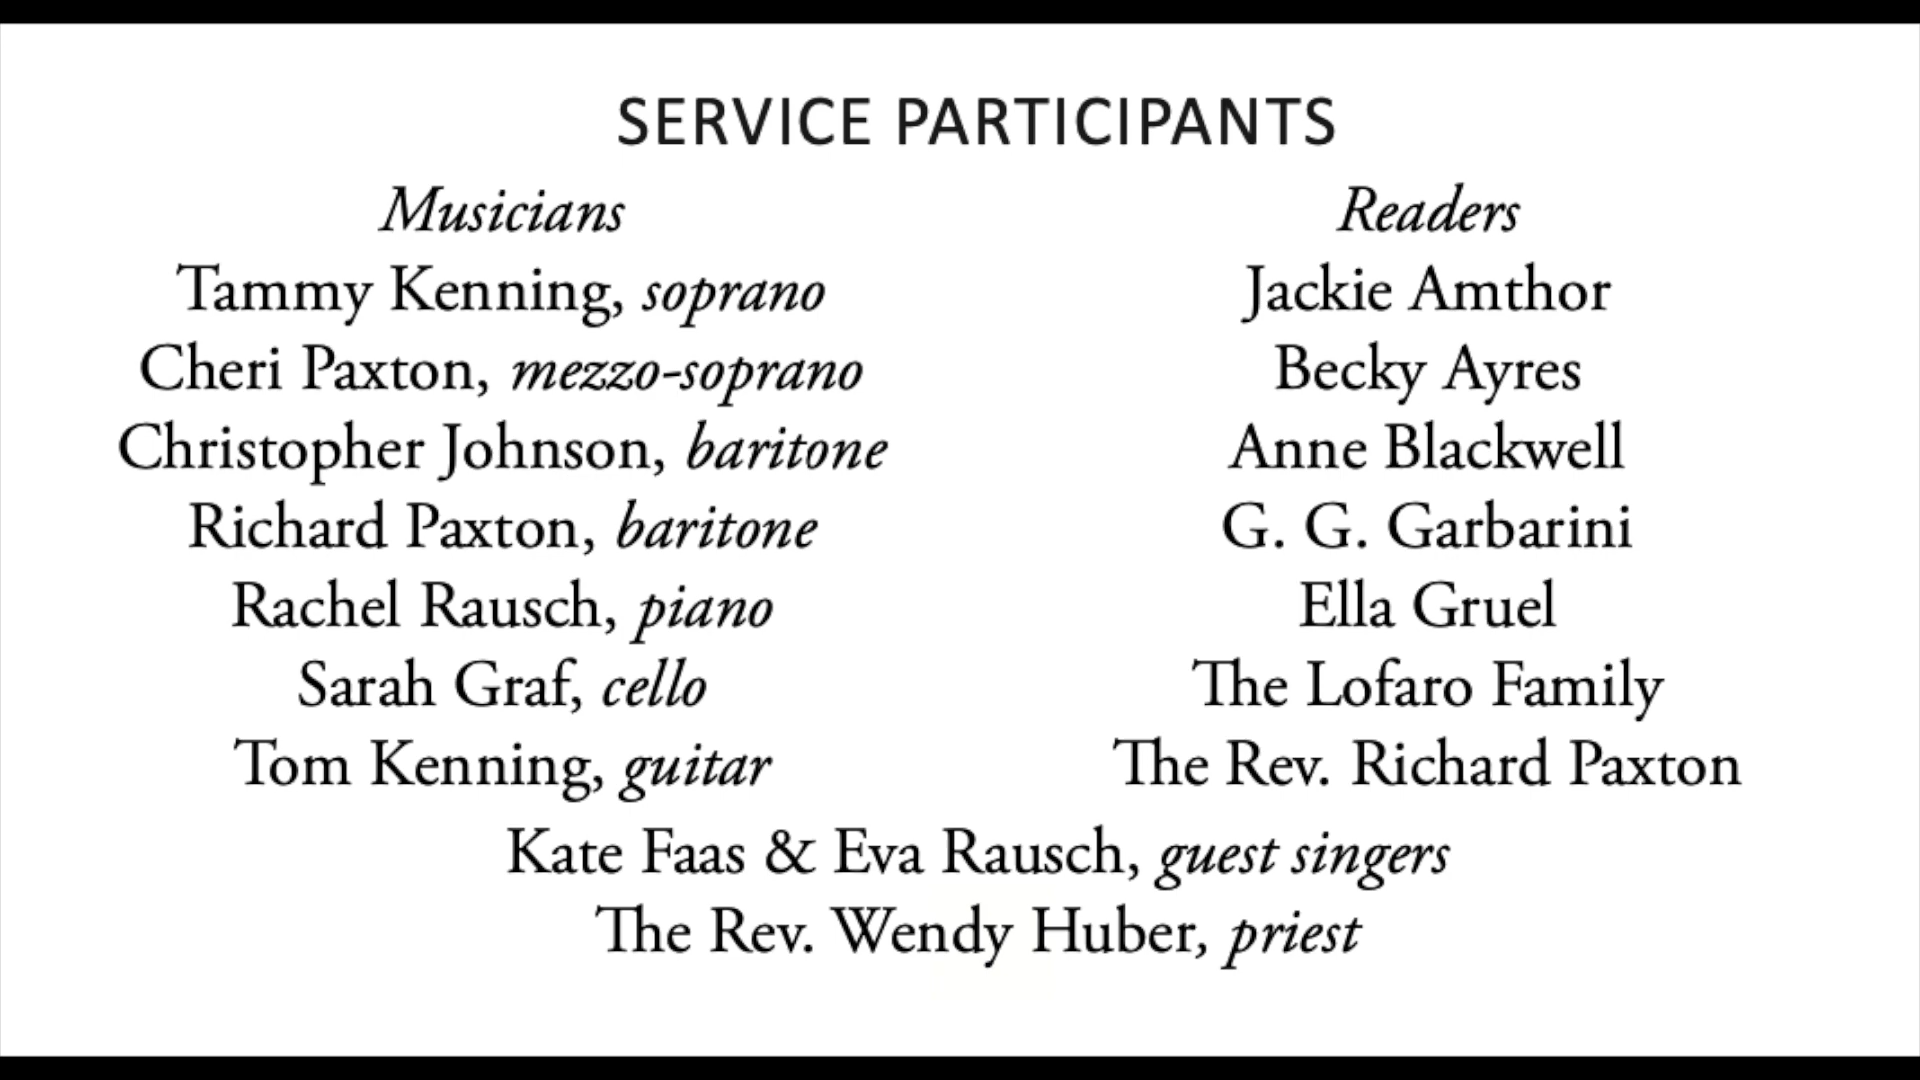 SERVICE PARTICIPANTS
Musicians
Tammy Kenning, soprano
Cheri Paxton, mezzo-soprano
Christopher Johnson, baritone
Richard Paxton, baritone
Rachel Rausch, piano
Sarah Graf, cello
Tom Kenning, guitar
Readers
Jackie Amthor
Becky Ayres
Anne Blackwell
G. G. Garbarini
Ella Gruel
The Lofaro Family
The Rev. Richard Paxton
Kate Faas & Eva Rausch, guest singers
The Rev. Wendy Huber, priest